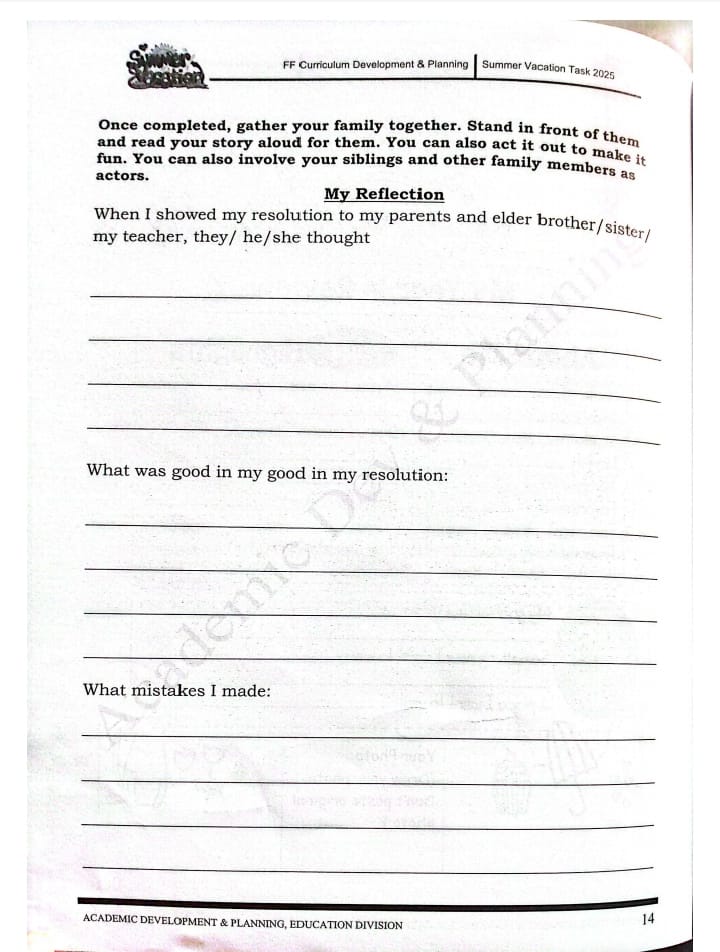 Summer
Vacation
FF Curriculum Development & Planning
Summer Vacation Task 2025
Once completed, gather your family together. Stand in front of them
and read your story aloud for them. You can also act it out to make it
fun. You can also involve your siblings and other family members as
actors.
My Reflection
When I showed my resolution to my parents and elder brother/sister/
my teacher, they/ he/she thought
What was good in my good in my resolution:
What mistakes I made:
Academic Dev & Planning
ACADEMIC DEVELOPMENT & PLANNING, EDUCATION DIVISION
14